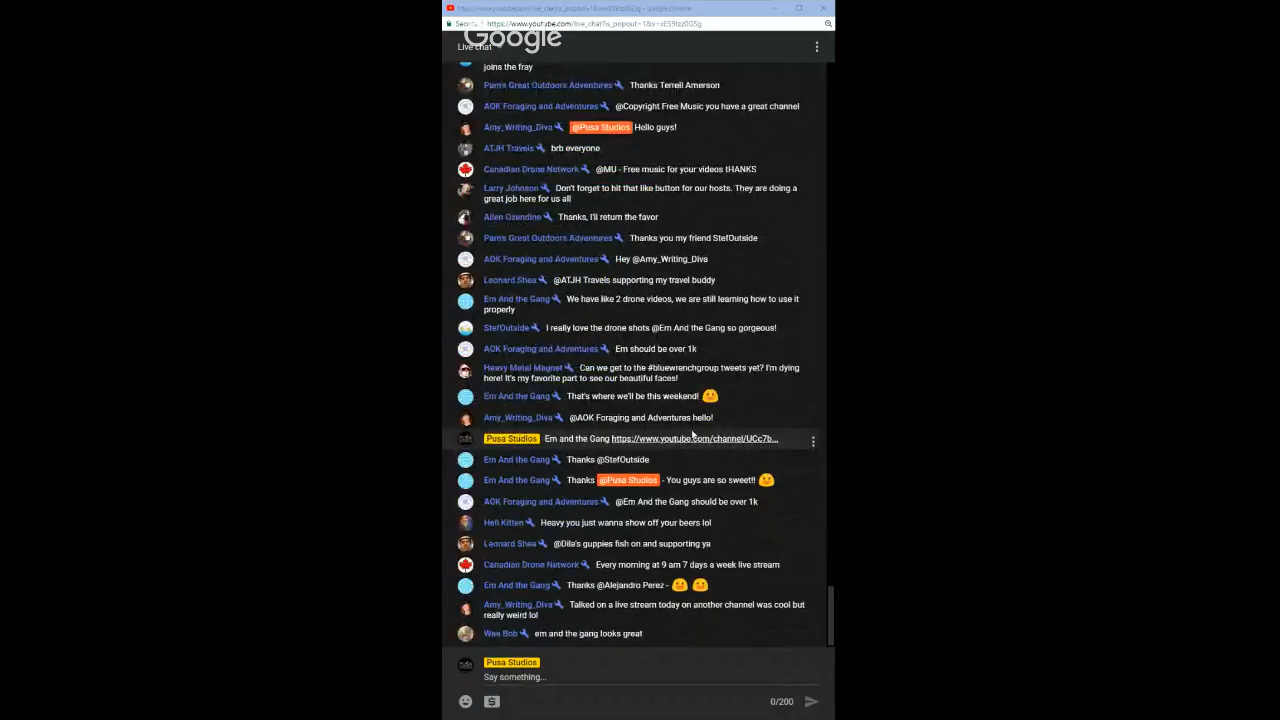 https://www.youtube.com/live_chat?is_popout=1&v=xES9tzz0GSg - Google Chrome
https://www.youtube.com/live_chat?is_popout=1&v=xES9tzz0GSg
Google
Live chat
joins the fray
Pam's Great Outdoors Adventures Thanks Terrell Amerson
AOK Foraging and Adventures @Copyright Free Music you have a great channel
Amy_Writing_Diva @Pusa Studios Hello guys!
ATJH Travels brb everyone
Canadian Drone Network @MU - Free music for your videos tHANKS
Larry Johnson Don't forget to hit that like button for our hosts. They are doing a
great job here for us all
Allen Oxendine Thanks, I'll return the favor
Pam's Great Outdoors Adventures Thanks you my friend StefOutside
AOK Foraging and Adventures Hey @Amy_Writing_Diva
Leonard Shea @ATJH Travels supporting my travel buddy
Em And the Gang We have like 2 drone videos, we are still learning how to use it
properly
StefOutside I really love the drone shots @Em And the Gang so gorgeous!
AOK Foraging and Adventures Em should be over 1k
Heavy Metal Magnet Can we get to the #bluewrenchgroup tweets yet? I'm dying
here! It's my favorite part to see our beautiful faces!
Em And the Gang That's where we'll be this weekend!
Amy_Writing_Diva @AOK Foraging and Adventures hello!
Pusa Studios Em and the Gang https://www.youtube.com/channel/UCc7b...
Em And the Gang Thanks @StefOutside
Em And the Gang Thanks @Pusa Studios - You guys are so sweet!!
AOK Foraging and Adventures @Em And the Gang should be over 1k
Hell Kitten Heavy you just wanna show off your beers lol
Leonard Shea @Dila's guppies fish on and supporting ya
Canadian Drone Network Every morning at 9 am 7 days a week live stream
Em And the Gang Thanks @Alejandro Perez -
Amy_Writing_Diva Talked on a live stream today on another channel was cool but
really weird lol
Wee Bob em and the gang looks great
Pusa Studios
Say something...
0/200